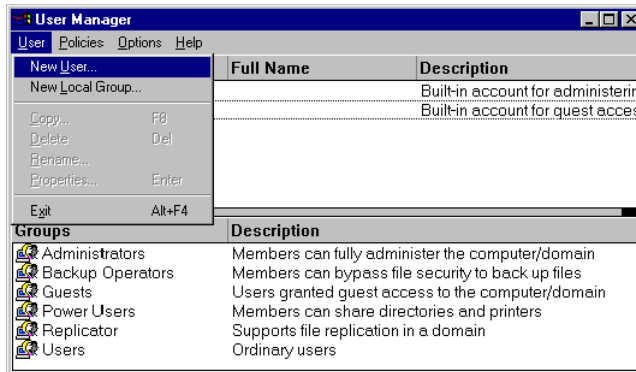 User Manager
User Policies Options Help
New User...
New Local Group...
Copy... F8
Delete Del
Rename...
Properties... Enter
Exit Alt+F4
Full Name Description
Built-in account for administerin
Built-in account for guest acces
Groups Description
Administrators Members can fully administer the computer/domain
Backup Operators Members can bypass file security to back up files
Guests Users granted guest access to the computer/domain
Power Users Members can share directories and printers
Replicator Supports file replication in a domain
Users Ordinary users